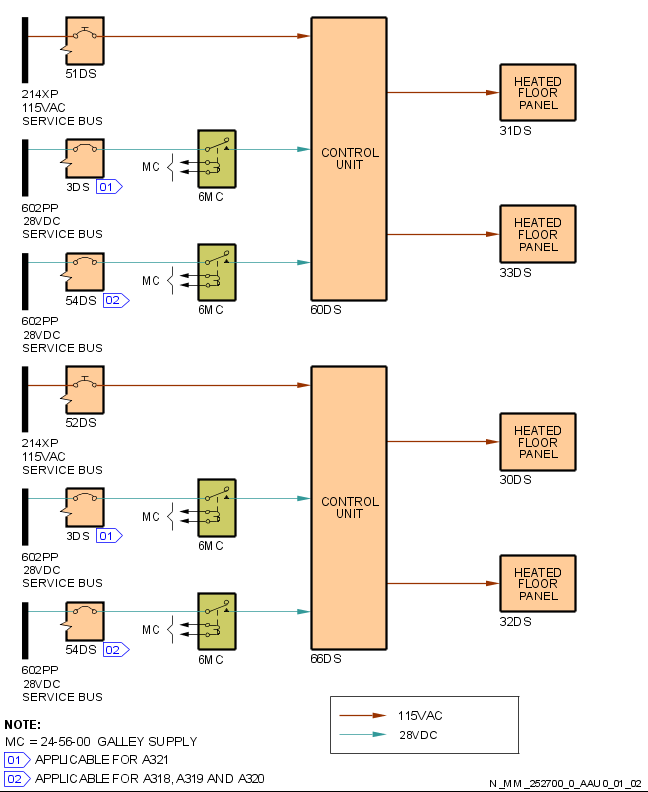 51DS
214XP
115VAC
SERVICE BUS
3DS 01
602PP
28VDC
SERVICE BUS
MC
6MC
54DS 02
602PP
28VDC
SERVICE BUS
MC
6MC
CONTROL
UNIT
60DS
HEATED
FLOOR
PANEL
31DS
HEATED
FLOOR
PANEL
33DS
52DS
214XP
115VAC
SERVICE BUS
3DS 01
602PP
28VDC
SERVICE BUS
MC
6MC
54DS 02
602PP
28VDC
SERVICE BUS
MC
6MC
CONTROL
UNIT
66DS
HEATED
FLOOR
PANEL
30DS
HEATED
FLOOR
PANEL
32DS
115VAC
28VDC
NOTE:
MC = 24-56-00 GALLEY SUPPLY
01 APPLICABLE FOR A321
02 APPLICABLE FOR A318, A319 AND A320
N_MM_252700_0_AAU0_01_02